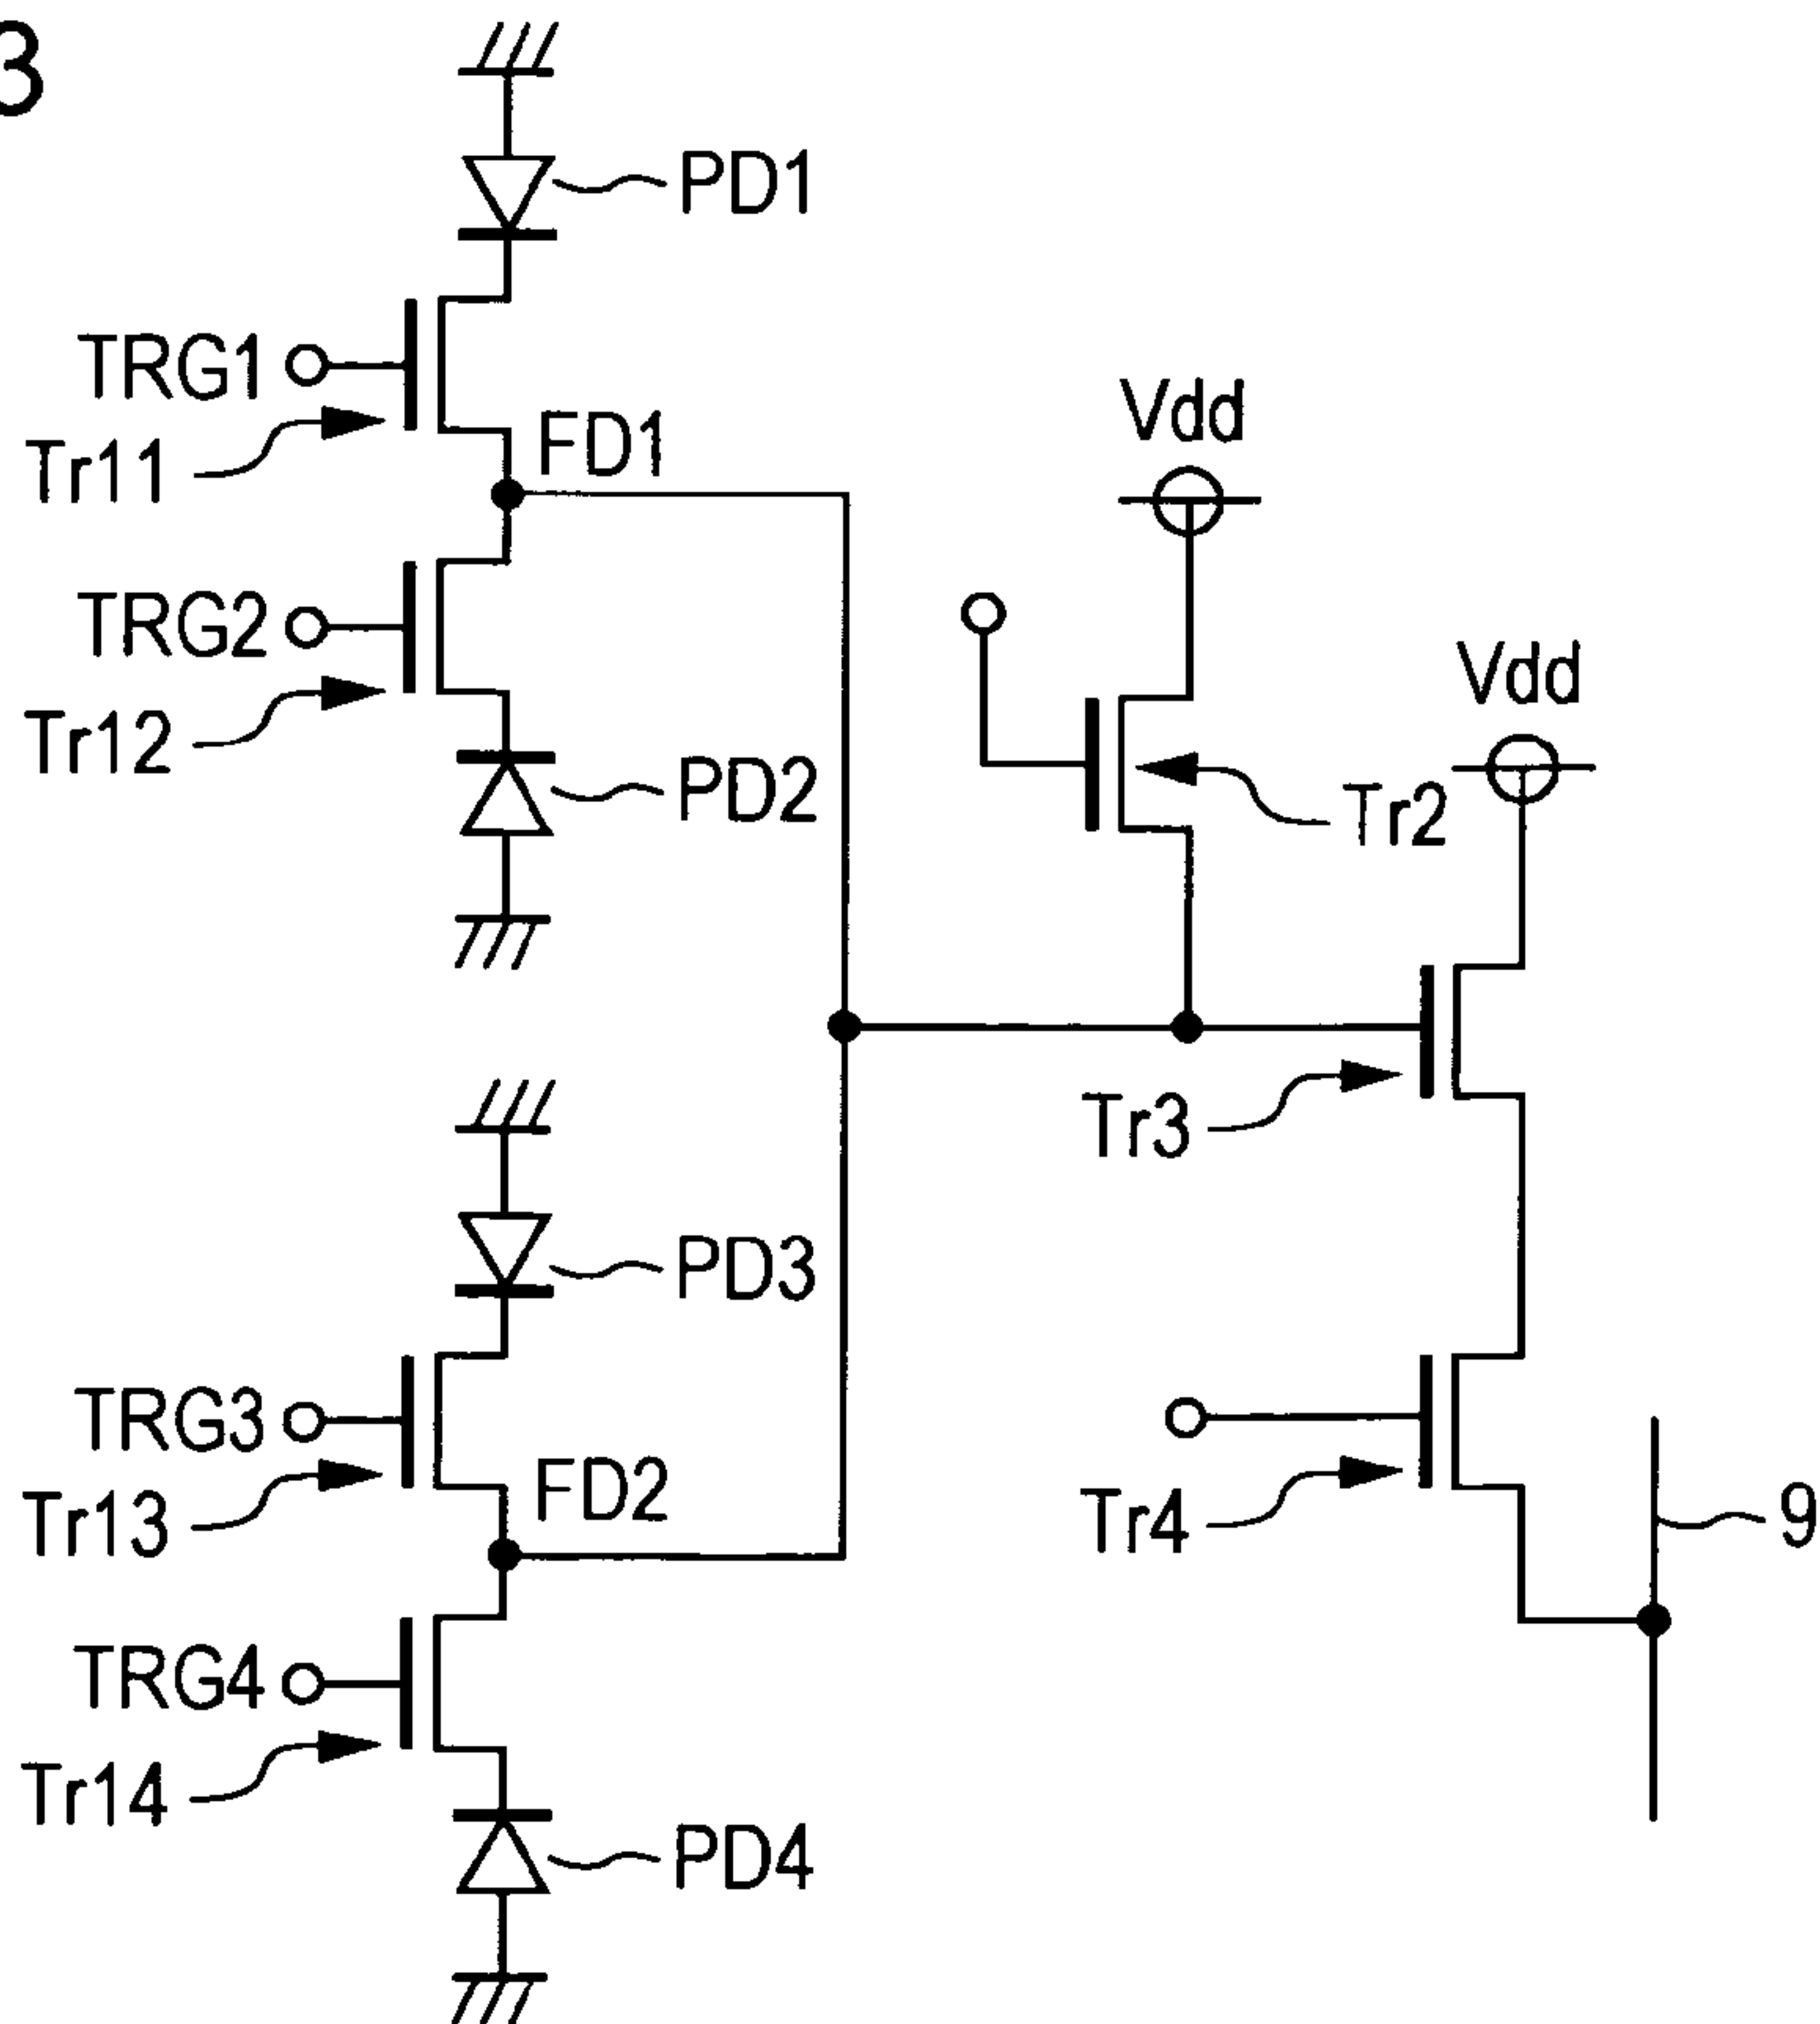 3
PD1
TRG1
Tr11
FD1
Vdd
TRG2
Tr12
PD2
Vdd
Tr2
Tr3
PD3
TRG3
Tr13
FD2
Tr4
9
TRG4
Tr14
PD4